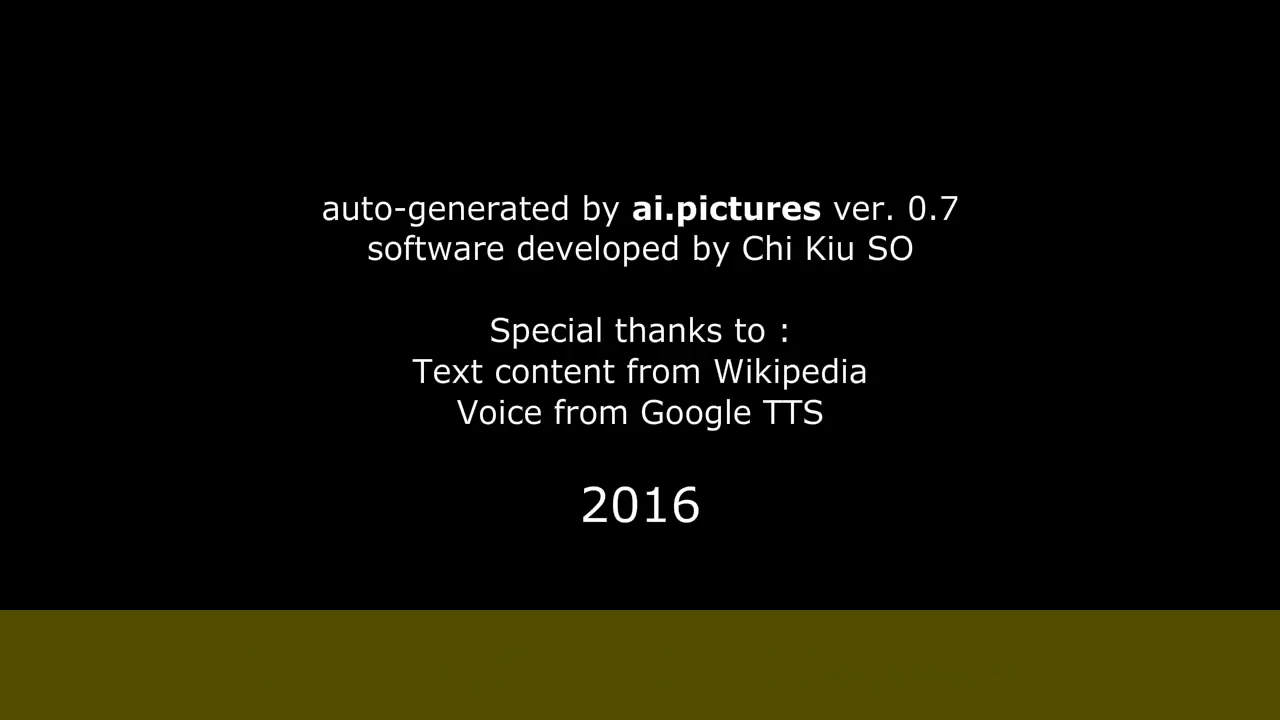 auto-generated by ai.pictures ver. 0.7
software developed by Chi Kiu SO
Special thanks to :
Text content from Wikipedia
Voice from Google TTS
2016